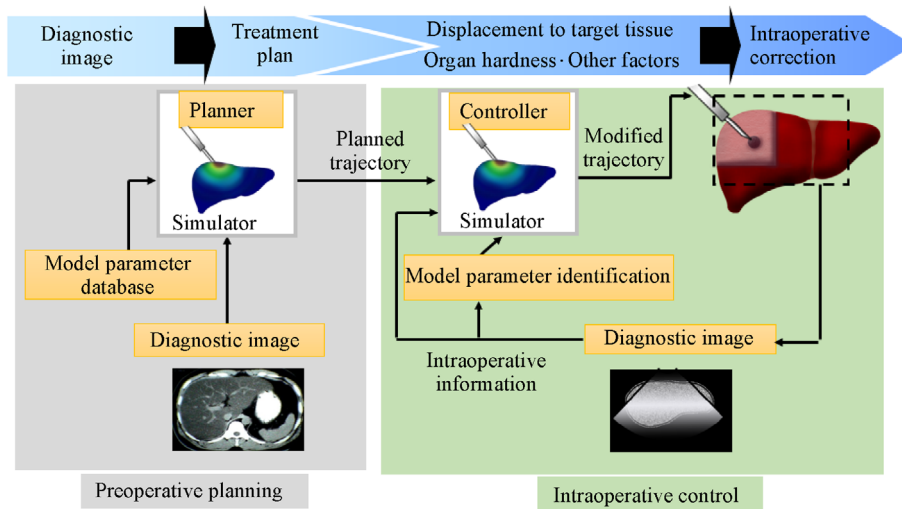 Diagnostic
image
Treatment
plan
Displacement to target tissue
Organ hardness · Other factors
Intraoperative
correction
Planner
Simulator
Planned
trajectory
Controller
Simulator
Modified
trajectory
Model parameter
database
Model parameter identification
Diagnostic image
Diagnostic image
Intraoperative
information
Preoperative planning
Intraoperative control